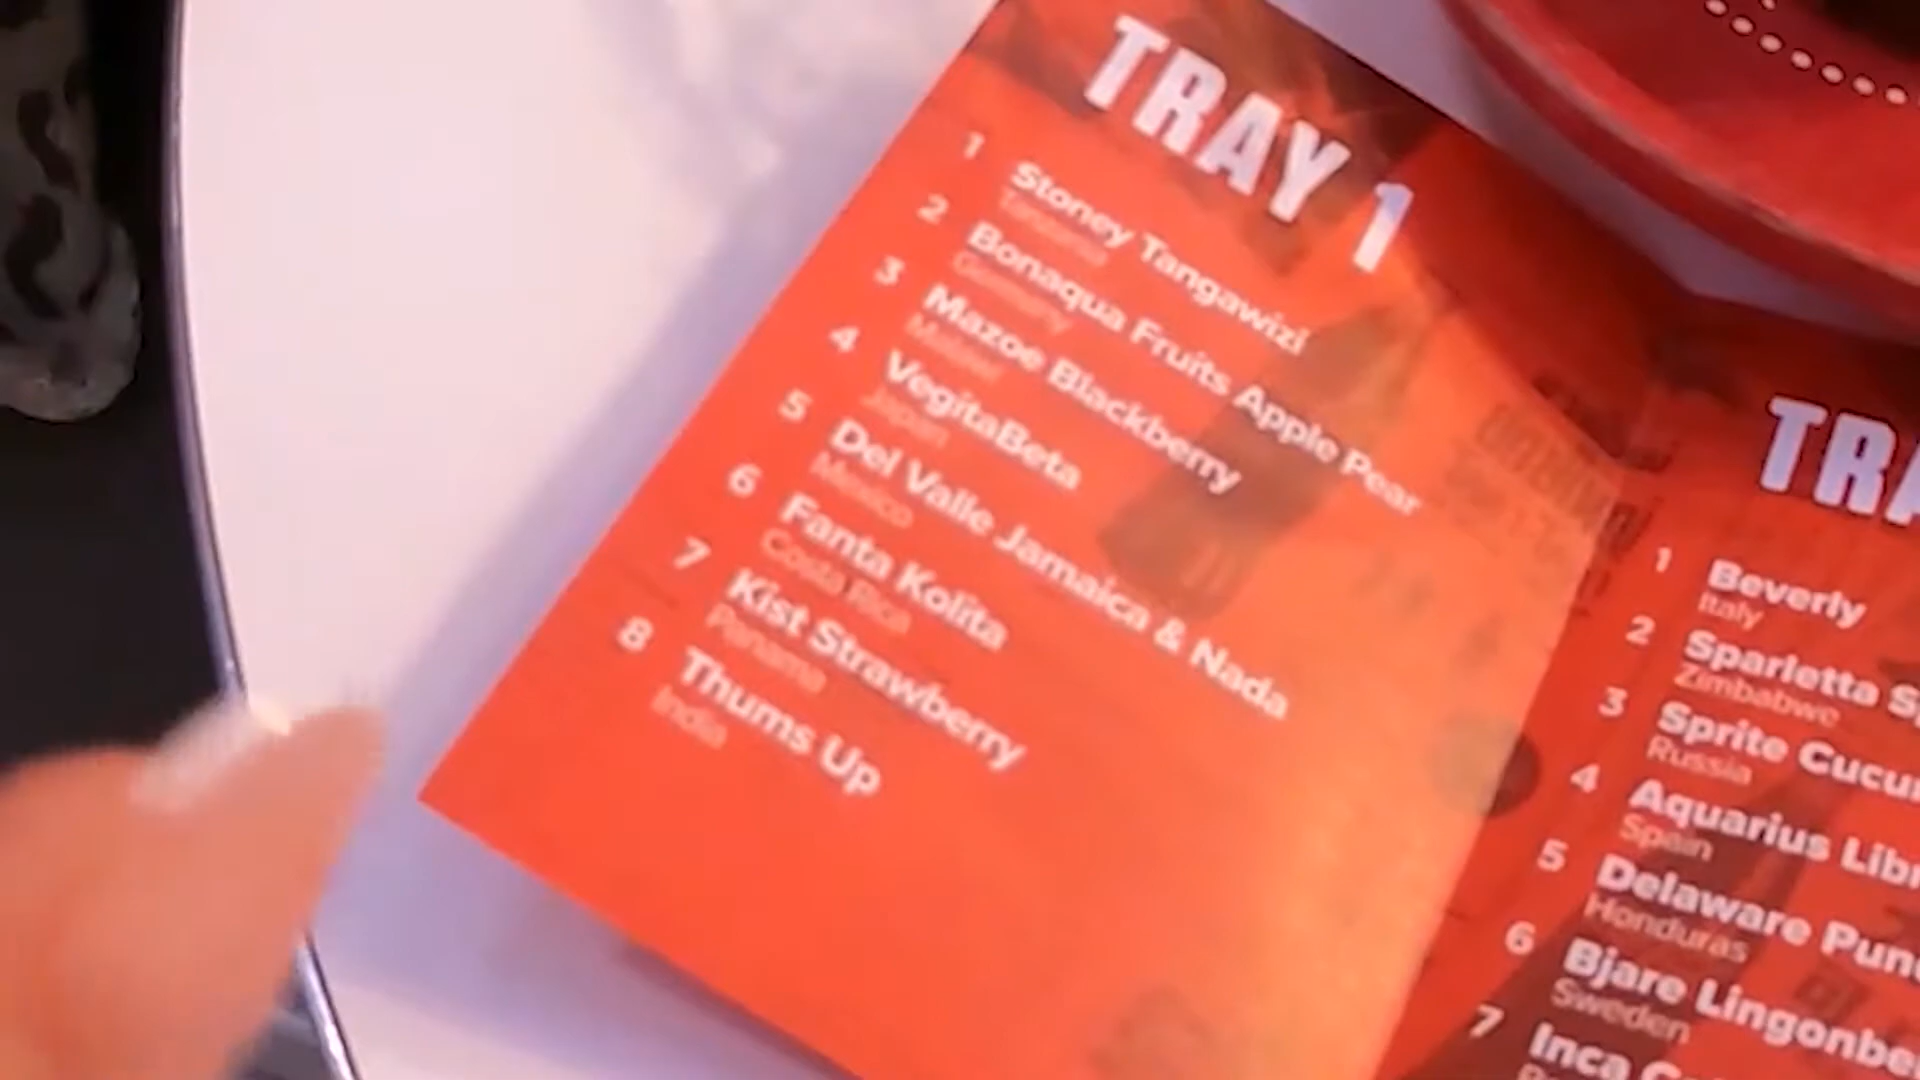 TRAY 1
1 Stoney Tangawizi
Tanzania
2 Bonaqua Fruits Apple Pear
Germany
3 Mazoe Blackberry
Malawi
4 VegitaBeta
Japan
5 Del Valle Jamaica & Nada
Mexico
6 Fanta Kolita
Costa Rica
7 Kist Strawberry
Panama
8 Thums Up
India
1 Beverly
Italy
2 Sparletta
Zimbabwe
3 Sprite
Russia
4 Aquarius
Spain
5 Delaware
Honduras
6 Bjare
Sweden
7 Inca